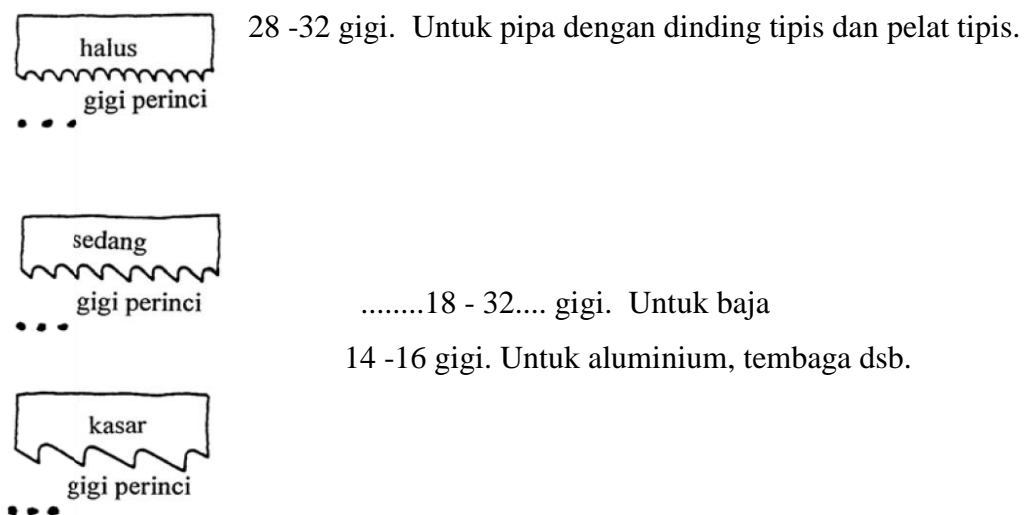 halus
28 -32 gigi. Untuk pipa dengan dinding tipis dan pelat tipis.
gigi perinci
...
sedang
gigi perinci
...
........18 - 32.... gigi. Untuk baja
14 -16 gigi. Untuk aluminium, tembaga dsb.
kasar
gigi perinci
...